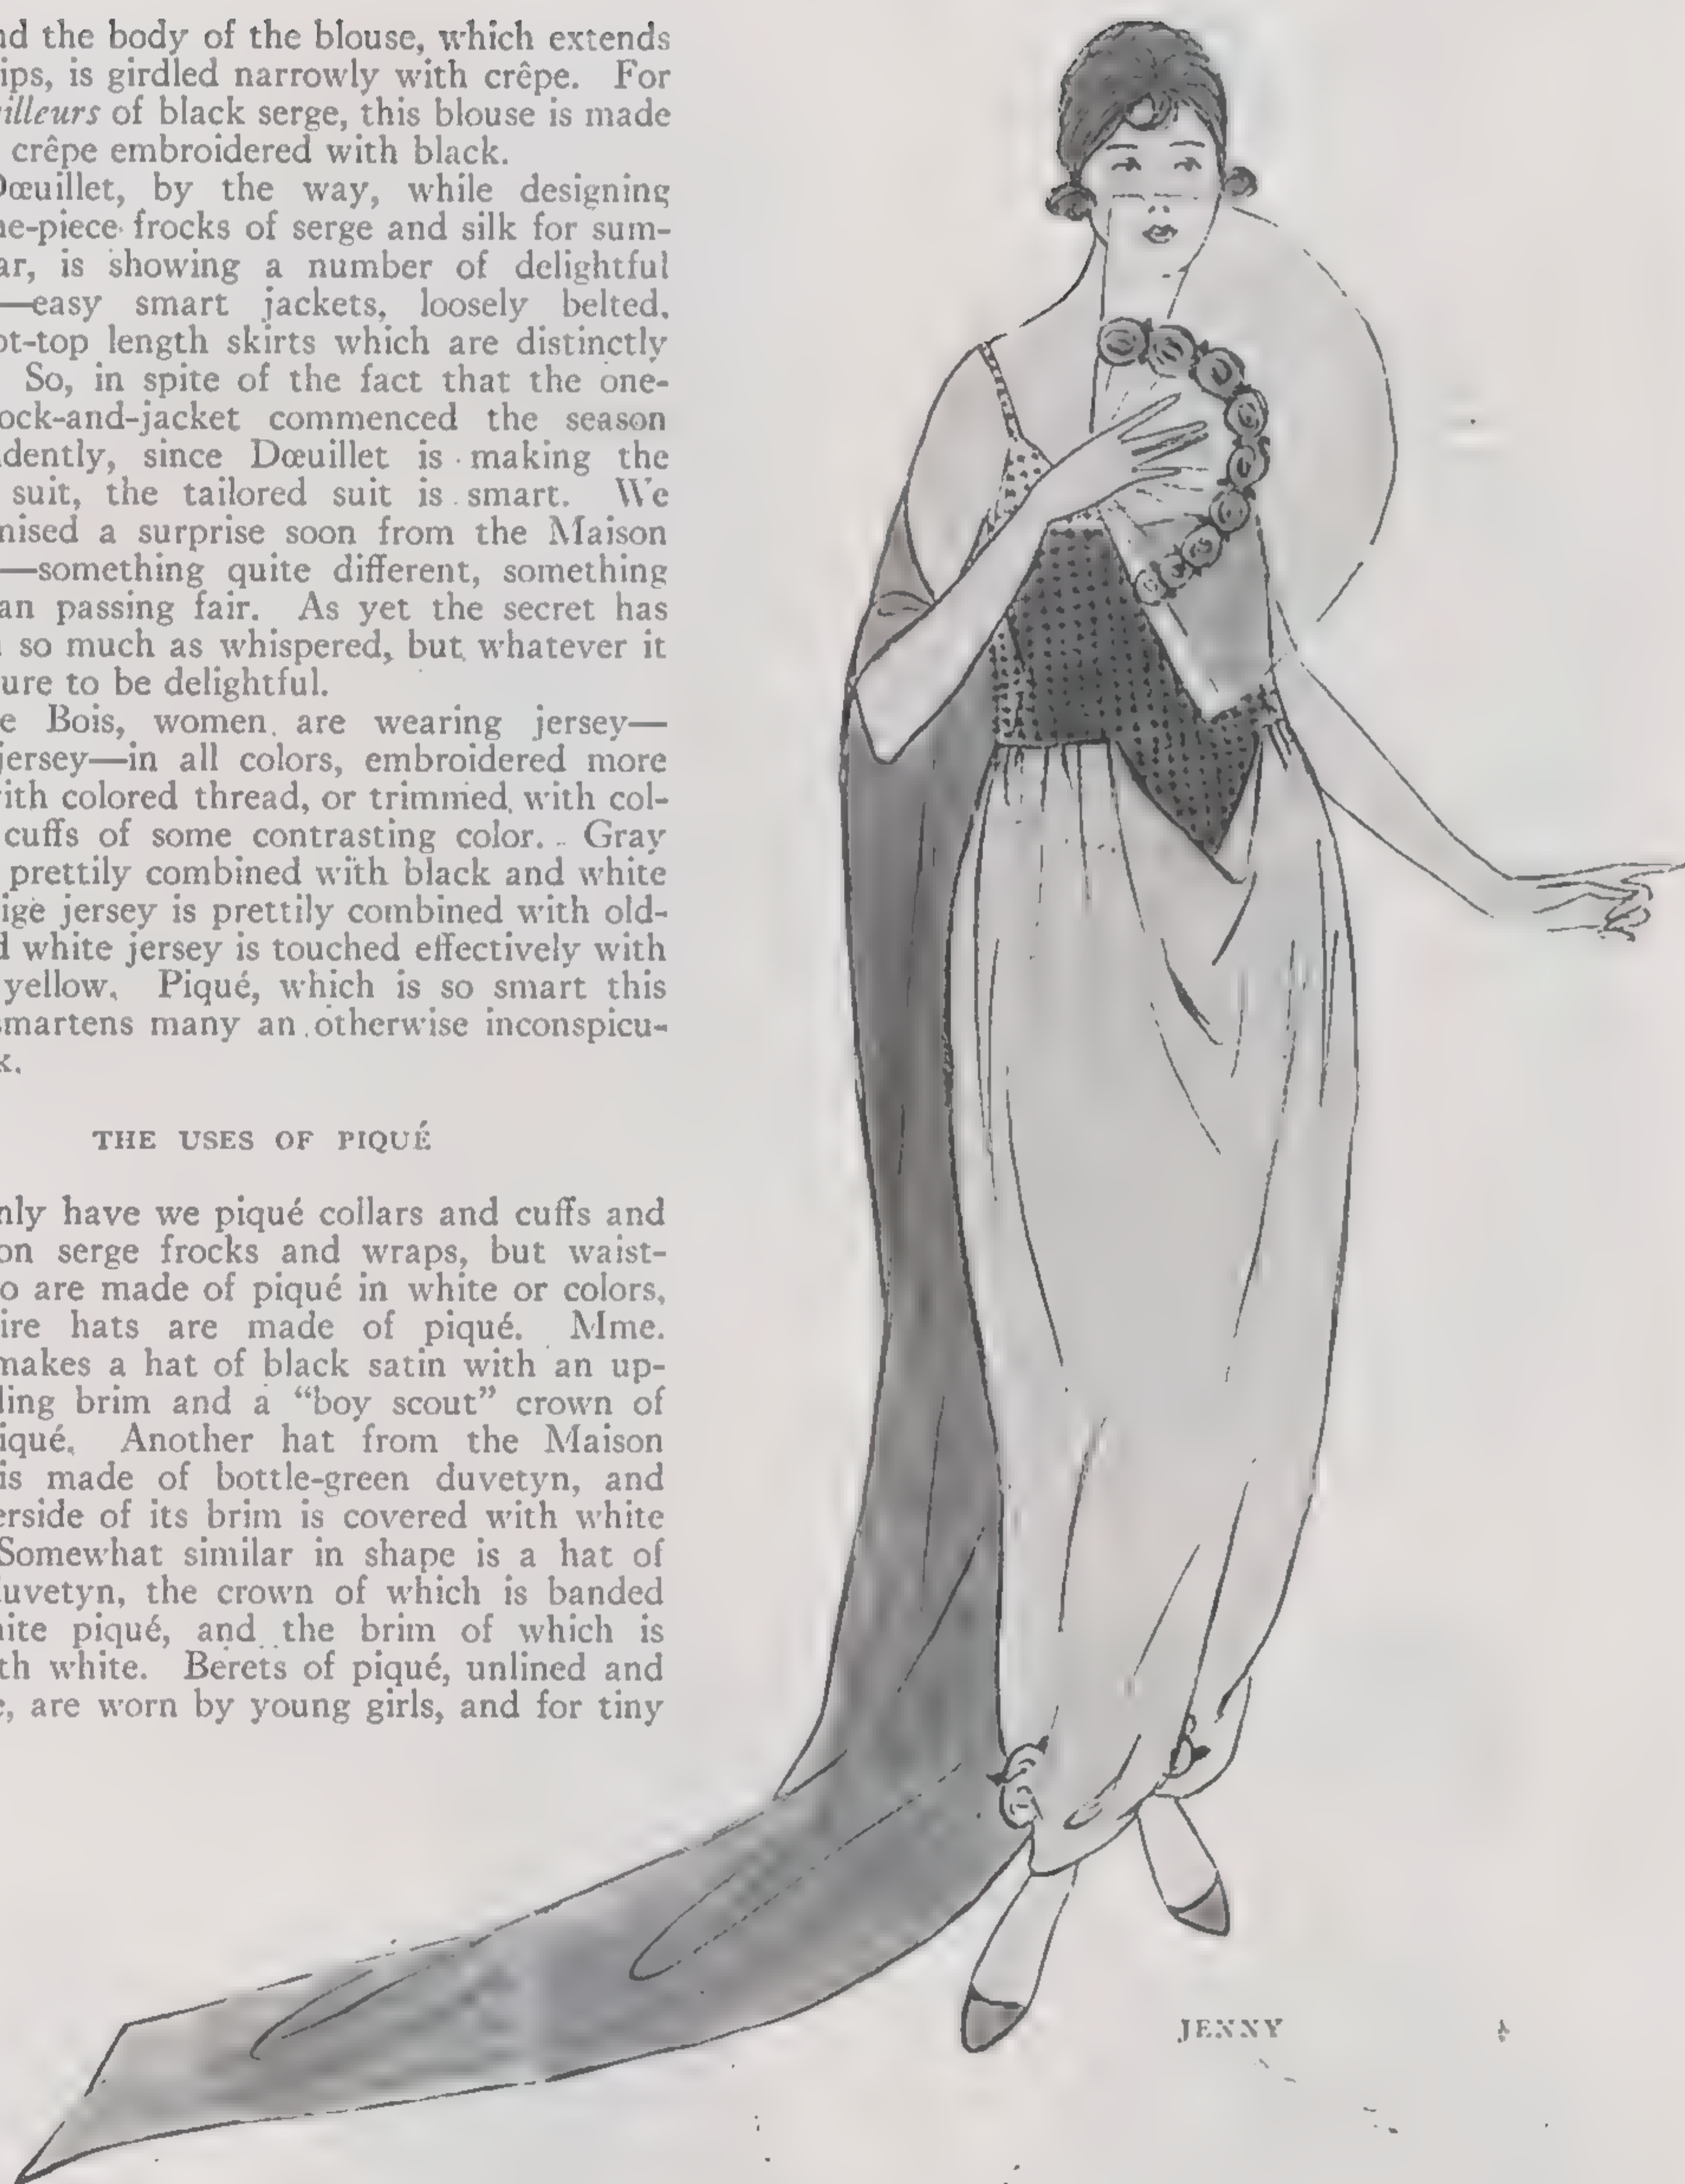 nd the body of the blouse, which extends
ips, is girdled narrowly with crêpe. For
illeurs of black serge, this blouse is made
crêpe embroidered with black.
Dœuillet, by the way, while designing
ne-piece frocks of serge and silk for sum-
ar, is showing a number of delightful
—easy smart jackets, loosely belted,
ot-top length skirts which are distinctly
So, in spite of the fact that the one-
ock-and-jacket commenced the season
dently, since Dœuillet is making the
suit, the tailored suit is smart. We
mised a surprise soon from the Maison
—something quite different, something
an passing fair. As yet the secret has
so much as whispered, but whatever it
ure to be delightful.
e Bois, women are wearing jersey—
jersey—in all colors, embroidered more
ith colored thread, or trimmed with col-
cuffs of some contrasting color. Gray
prettily combined with black and white
ige jersey is prettily combined with old-
d white jersey is touched effectively with
yellow. Piqué, which is so smart this
smartens many an otherwise inconspicu-
k.
THE USES OF PIQUÉ
nly have we piqué collars and cuffs and
on serge frocks and wraps, but waist-
o are made of piqué in white or colors,
ire hats are made of piqué. Mme.
makes a hat of black satin with an up-
ling brim and a “boy scout” crown of
iqué. Another hat from the Maison
is made of bottle-green duvetyn, and
erside of its brim is covered with white
Somewhat similar in shape is a hat of
duvetyn, the crown of which is banded
hite piqué, and the brim of which is
th white. Berets of piqué, unlined and
e, are worn by young girls, and for tiny
JENNY